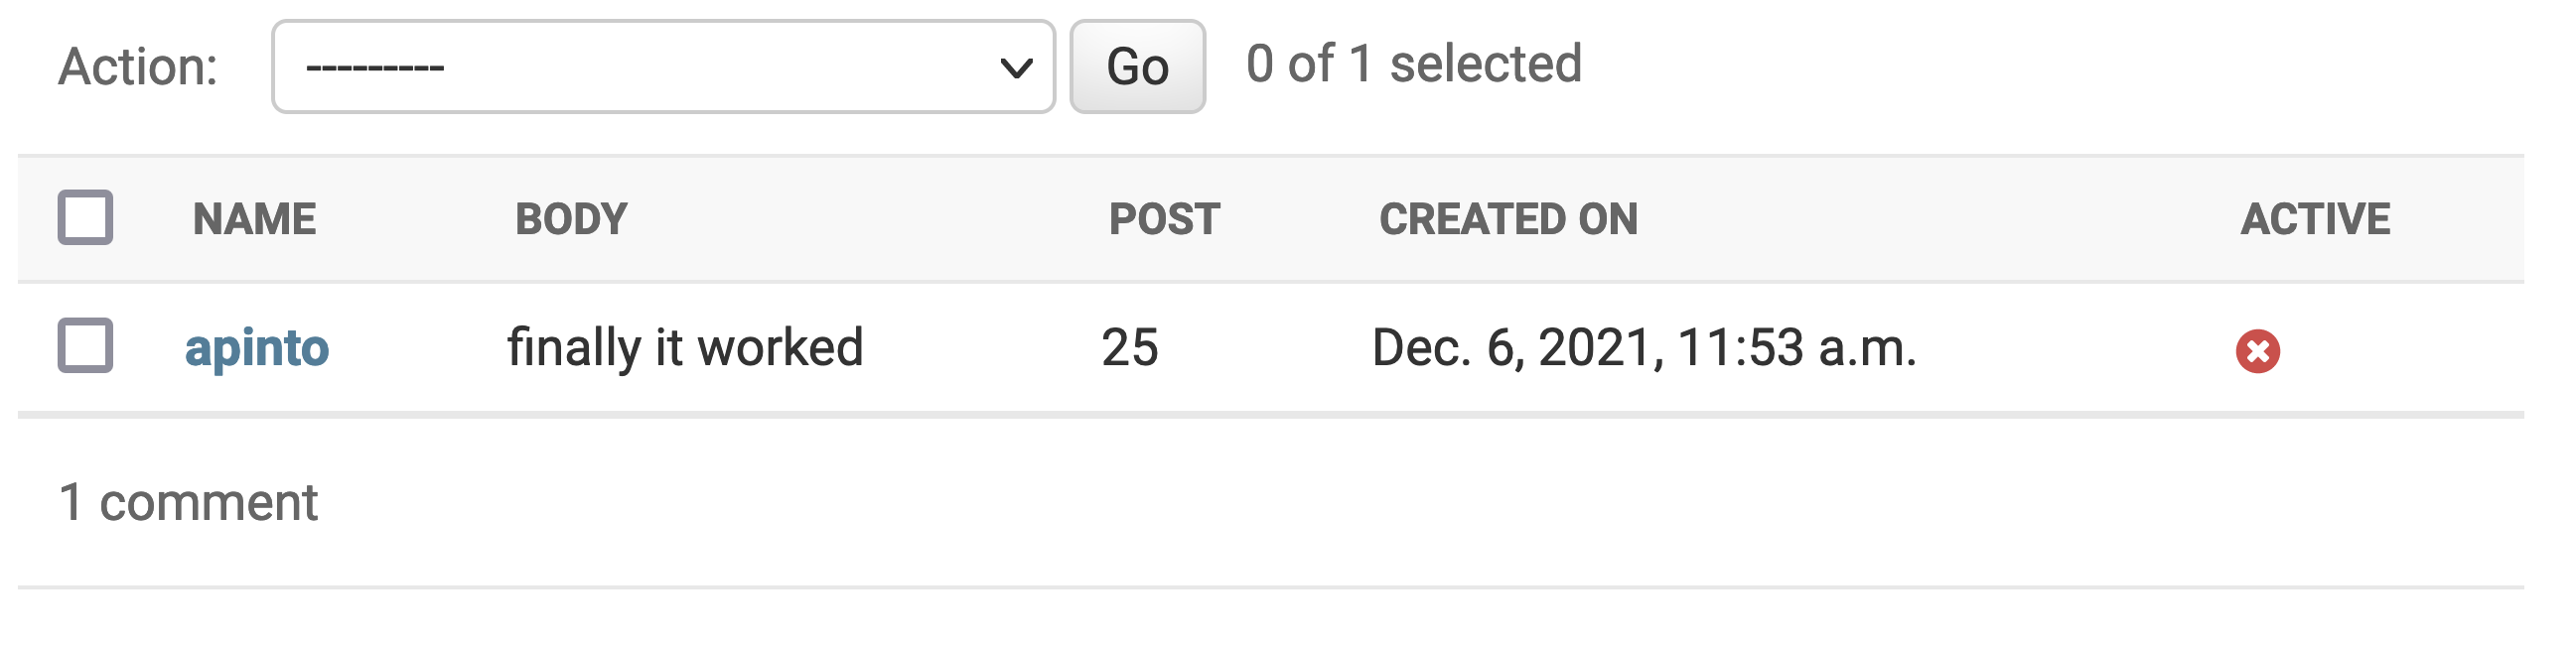 Action: --------- Go 0 of 1 selected
NAME BODY POST CREATED ON ACTIVE
apinto finally it worked 25 Dec. 6, 2021, 11:53 a.m.
1 comment